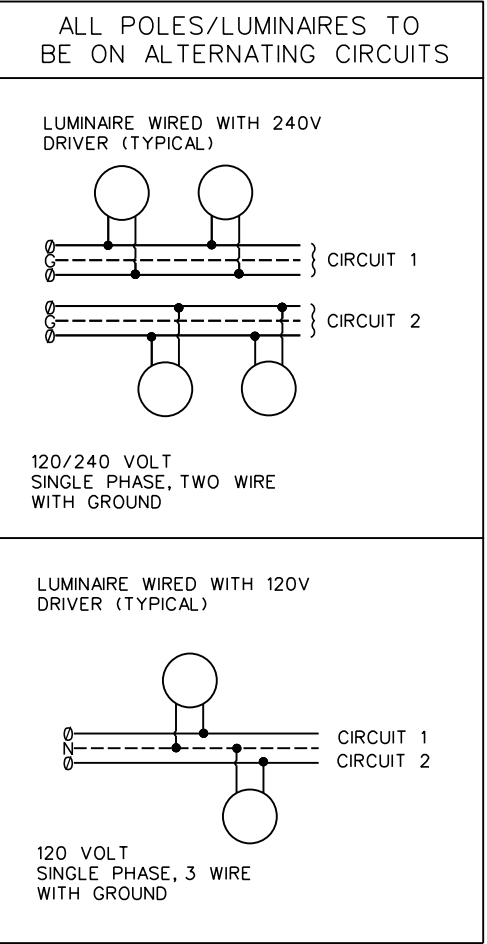 ALL POLES/LUMINAIRES TO
BE ON ALTERNATING CIRCUITS
LUMINAIRE WIRED WITH 240V
DRIVER (TYPICAL)
Ø
G
Ø
CIRCUIT 1
Ø
G
Ø
CIRCUIT 2
120/240 VOLT
SINGLE PHASE, TWO WIRE
WITH GROUND
LUMINAIRE WIRED WITH 120V
DRIVER (TYPICAL)
Ø
N
Ø
CIRCUIT 1
CIRCUIT 2
120 VOLT
SINGLE PHASE, 3 WIRE
WITH GROUND